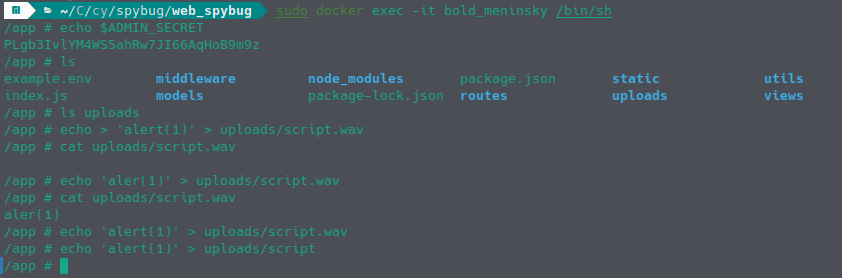 ~/C/cy/spybug/web_spybug sudo docker exec -it bold_meninsky /bin/sh
/app # echo $ADMIN_SECRET
PLgb3IvlYM4WS5ahRw7JI66AqHoB9m9z
/app # ls
example.env middleware node_modules package.json static utils
index.js models package-lock.json routes uploads views
/app # ls uploads
/app # echo > 'alert(1)' > uploads/script.wav
/app # cat uploads/script.wav
/app # echo 'aler(1)' > uploads/script.wav
/app # cat uploads/script.wav
aler(1)
/app # echo 'alert(1)' > uploads/script.wav
/app # echo 'alert(1)' > uploads/script
/app #